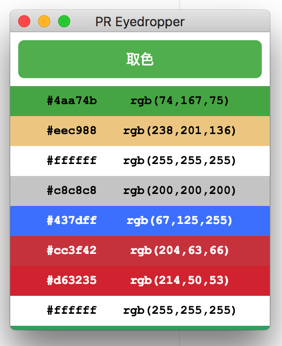 PR Eyedropper
取色
#4aa74b rgb(74,167,75)
#eec988 rgb(238,201,136)
#ffffff rgb(255,255,255)
#c8c8c8 rgb(200,200,200)
#437dff rgb(67,125,255)
#cc3f42 rgb(204,63,66)
#d63235 rgb(214,50,53)
#ffffff rgb(255,255,255)